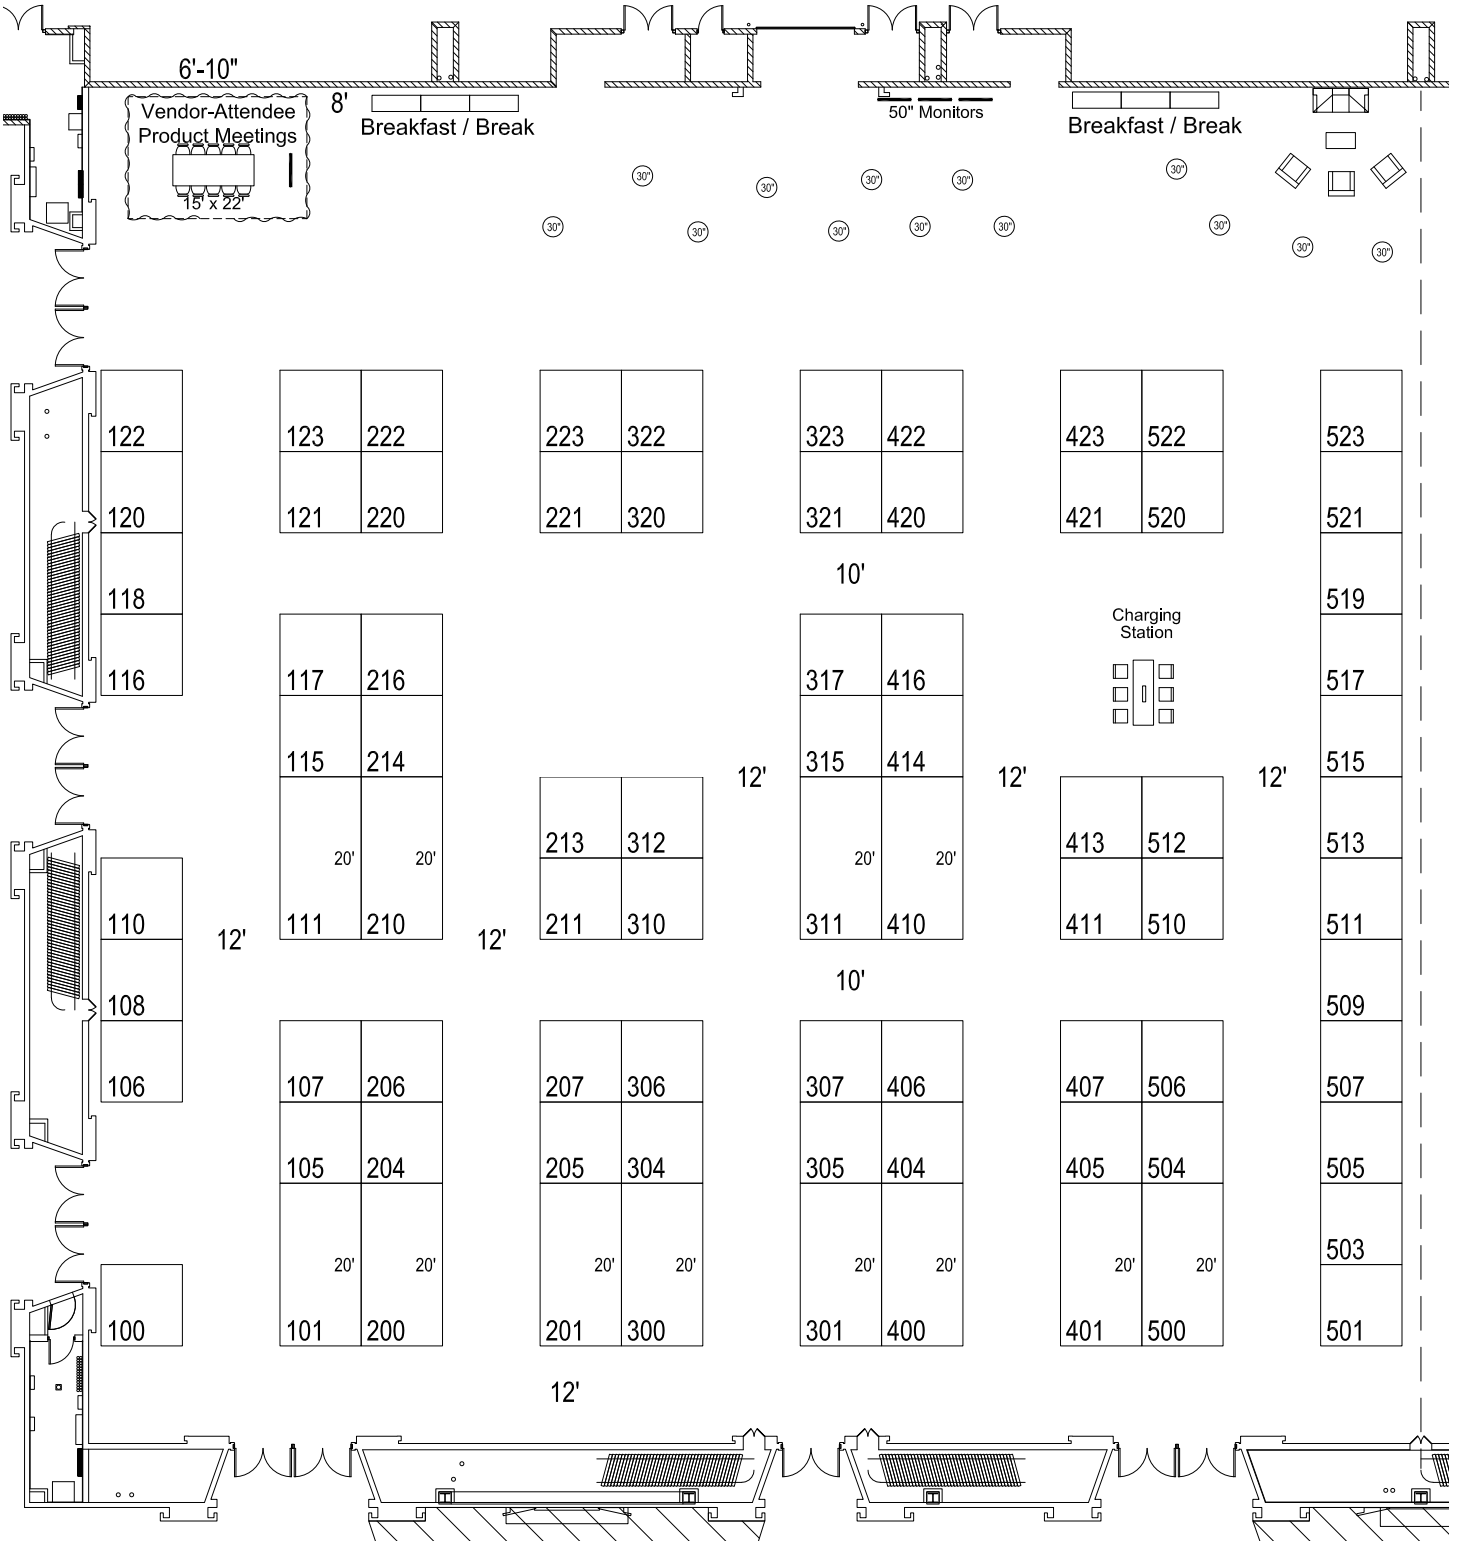 6'-10"
Vendor-Attendee
Product Meetings
15' x 22'
8'
Breakfast / Break
50" Monitors
Breakfast / Break
30"
30"
30"
30"
30"
30"
30"
30"
30"
30"
30"
30"
30"
122 123 222 223 322 323 422 423 522 523
120 121 220 221 320 321 420 421 520 521
10'
118 519
Charging
Station
116 117 216 317 416 517
115 214 315 414 515
12' 12' 12'
213 312 413 512 513
20' 20' 20' 20'
110 111 210 211 310 311 410 411 510 511
12' 12'
10'
108 509
106 107 206 207 306 307 406 407 506 507
105 204 205 304 305 404 405 504 505
503
20' 20' 20' 20' 20' 20' 20' 20'
100 101 200 201 300 301 400 401 500 501
12'